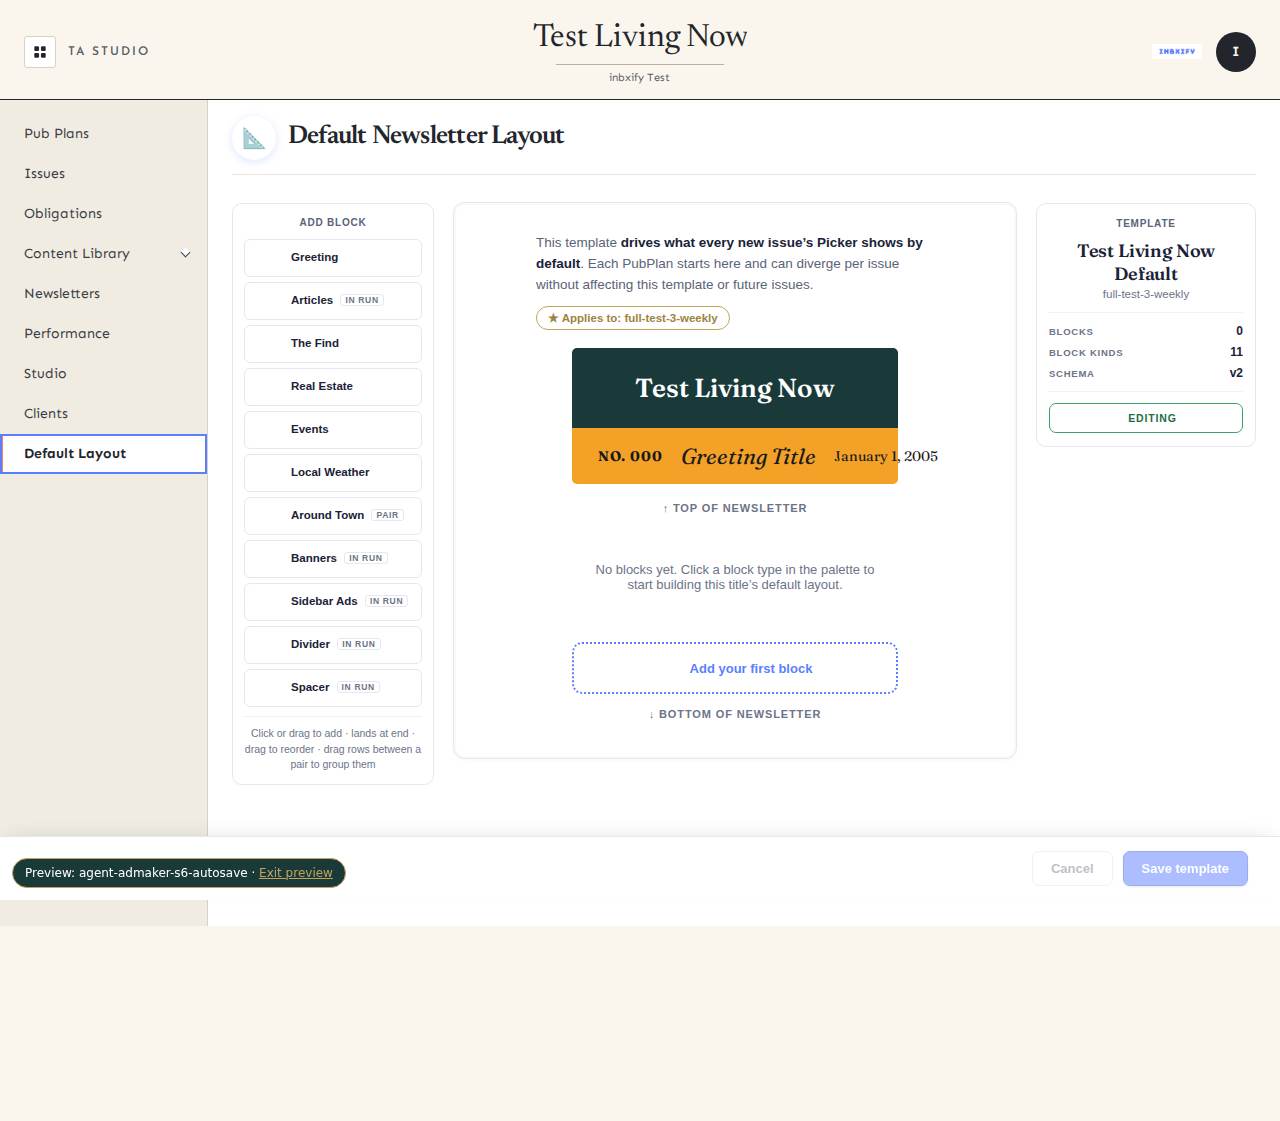 TA STUDIO
Test Living Now
inbxify Test
INBXIFY
I
Pub Plans
Issues
Obligations
Content Library
Newsletters
Performance
Studio
Clients
Default Layout
Default Newsletter Layout
ADD BLOCK
Greeting
Articles IN RUN
The Find
Real Estate
Events
Local Weather
Around Town PAIR
Banners IN RUN
Sidebar Ads IN RUN
Divider IN RUN
Spacer IN RUN
Click or drag to add · lands at end ·
drag to reorder · drag rows between a
pair to group them
This template drives what every new issue's Picker shows by
default. Each PubPlan starts here and can diverge per issue
without affecting this template or future issues.
★ Applies to: full-test-3-weekly
Test Living Now
NO. 000 Greeting Title January 1, 2005
↑ TOP OF NEWSLETTER
No blocks yet. Click a block type in the palette to
start building this title's default layout.
Add your first block
↓ BOTTOM OF NEWSLETTER
TEMPLATE
Test Living Now
Default
full-test-3-weekly
BLOCKS 0
BLOCK KINDS 11
SCHEMA v2
EDITING
Preview: agent-admaker-s6-autosave · Exit preview
Cancel
Save template